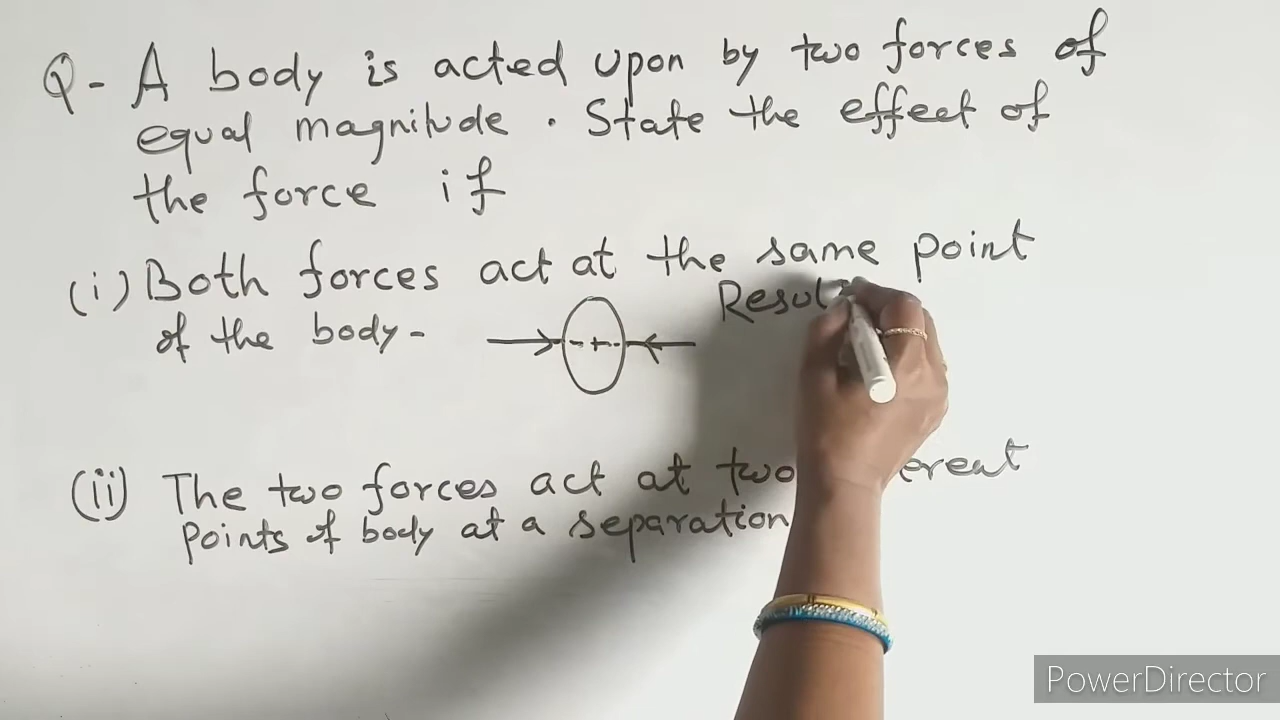 Q- A body is acted upon by two forces of
equal magnitude. State the effect of
the force if
(i) Both forces act at the same point
of the body-
(ii) The two forces act at two
points of body at a separation
PowerDirector